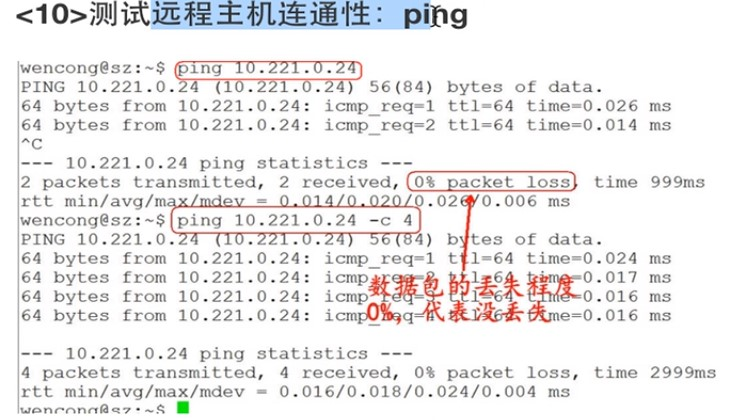 <10>测试远程主机连通性：ping
wencong@sz:~$ ping 10.221.0.24
PING 10.221.0.24 (10.221.0.24) 56(84) bytes of data.
64 bytes from 10.221.0.24: icmp_req=1 ttl=64 time=0.026 ms
64 bytes from 10.221.0.24: icmp_req=2 ttl=64 time=0.014 ms
^C
--- 10.221.0.24 ping statistics ---
2 packets transmitted, 2 received, 0% packet loss, time 999ms
rtt min/avg/max/mdev = 0.014/0.020/0.026/0.006 ms
wencong@sz:~$ ping 10.221.0.24 -c 4
PING 10.221.0.24 (10.221.0.24) 56(84) bytes of data.
64 bytes from 10.221.0.24: icmp_req=1 ttl=64 time=0.024 ms
64 bytes from 10.221.0.24: icmp_req=2 ttl=64 time=0.017 ms
数据包的丢失程度
64 bytes from 10.221.0.24: icmp_req=3 ttl=64 time=0.016 ms
0%，代表没丢失
64 bytes from 10.221.0.24: icmp_req=4 ttl=64 time=0.016 ms
--- 10.221.0.24 ping statistics ---
4 packets transmitted, 4 received, 0% packet loss, time 2999ms
rtt min/avg/max/mdev = 0.016/0.018/0.024/0.004 ms
wencong@sz:~$